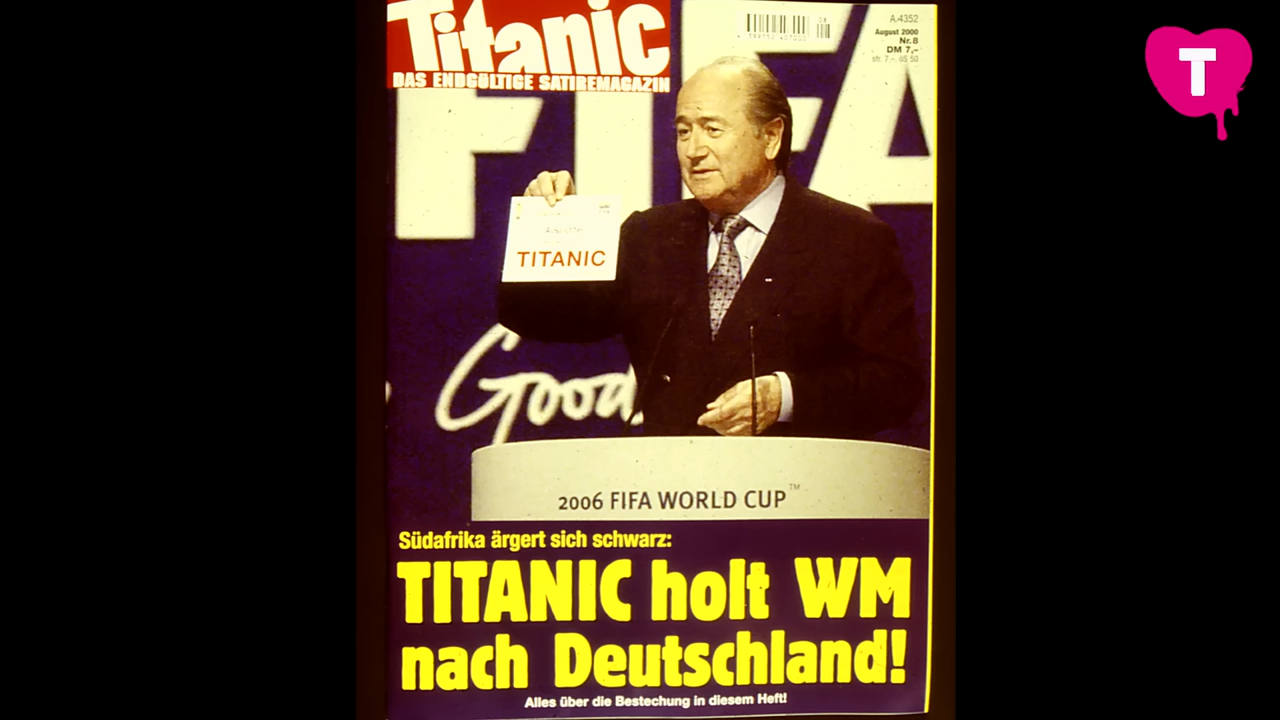 Titanic
DAS ENDGÜLTIGE SATIREMAGAZIN
FIFA
A 4352
August 2000
Nr. 8
DM 7,–
08
TITANIC
Good
2006 FIFA WORLD CUP™
Südafrika ärgert sich schwarz:
TITANIC holt WM
nach Deutschland!
Alles über die Bestechung in diesem Heft!
T